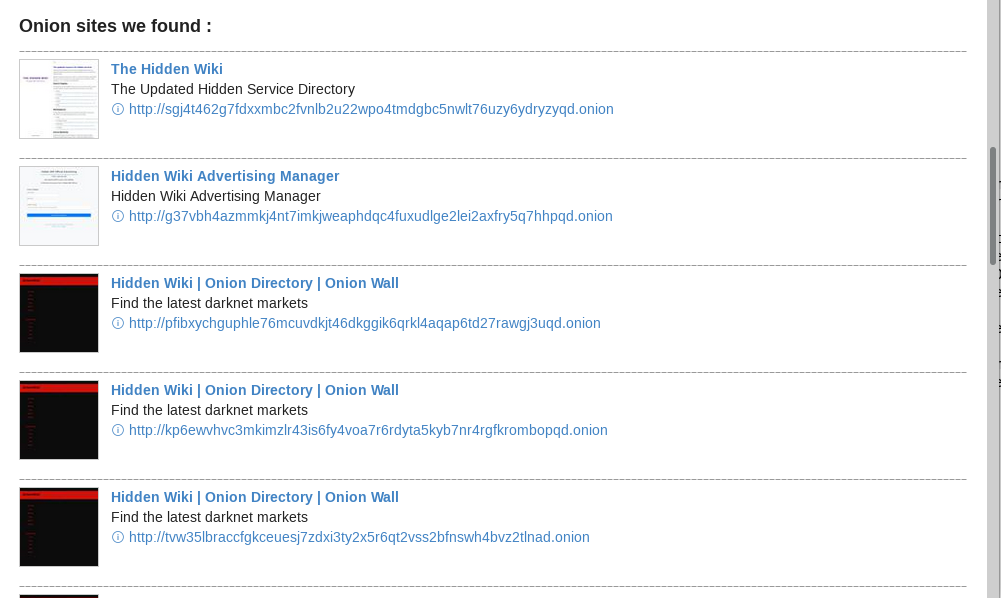 Onion sites we found :
The Hidden Wiki
The Updated Hidden Service Directory
http://sgj4t462g7fdxxmbc2fvnlb2u22wpo4tmdgbc5nwlt76uzy6ydryzyqd.onion
Hidden Wiki Advertising Manager
Hidden Wiki Advertising Manager
http://g37vbh4azmmkj4nt7imkjweaphdqc4fuxudlge2lei2axfry5q7hhpqd.onion
Hidden Wiki | Onion Directory | Onion Wall
Find the latest darknet markets
http://pfibxychguphle76mcuvdkjt46dkggik6qrkl4aqap6td27rawgj3uqd.onion
Hidden Wiki | Onion Directory | Onion Wall
Find the latest darknet markets
http://kp6ewvhvc3mkimzlr43is6fy4voa7r6rdyta5kyb7nr4rgfkrombopqd.onion
Hidden Wiki | Onion Directory | Onion Wall
Find the latest darknet markets
http://tvw35lbraccfgkceuesj7zdxi3ty2x5r6qt2vss2bfnswh4bvz2tlnad.onion